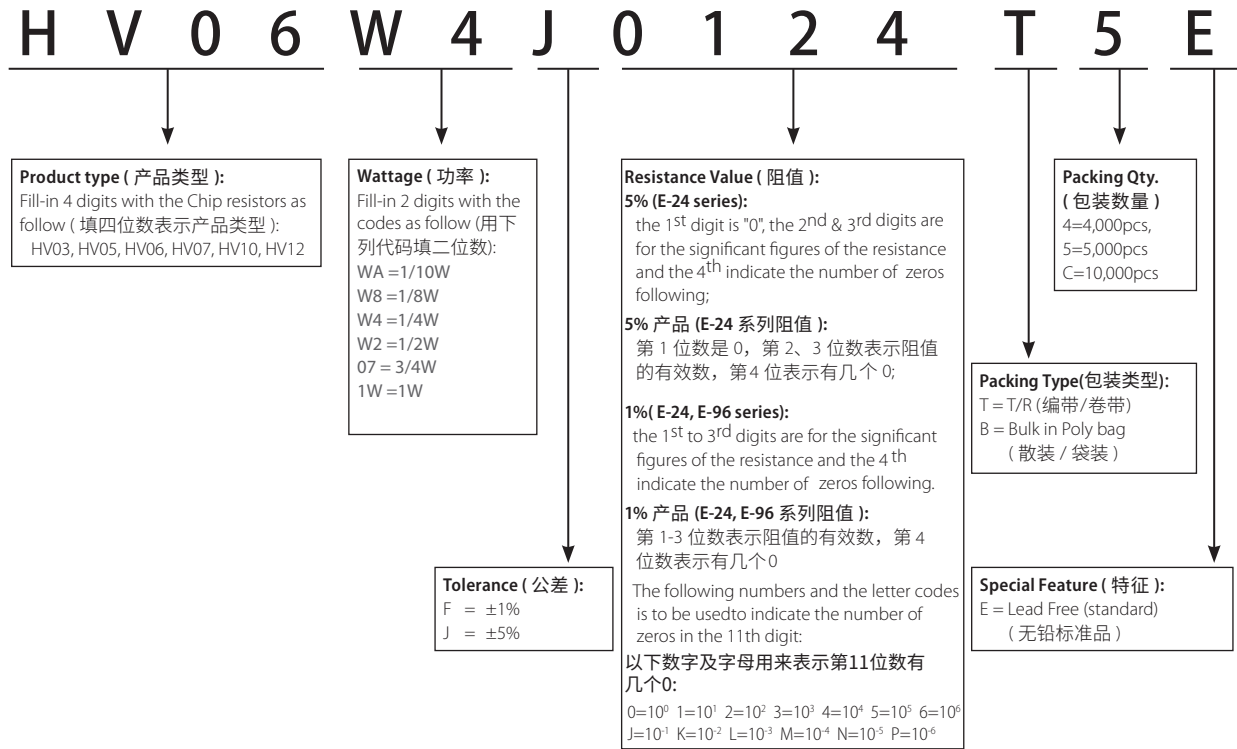 H V 0 6 W 4 J 0 1 2 4 T 5 E
Product type ( 产品类型 ):
Fill-in 4 digits with the Chip resistors as
follow ( 填四位数表示产品类型 ):
HV03, HV05, HV06, HV07, HV10, HV12
Wattage ( 功率 ):
Fill-in 2 digits with the
codes as follow (用下
列代码填二位数):
WA =1/10W
W8 =1/8W
W4 =1/4W
W2 =1/2W
07 = 3/4W
1W =1W
Tolerance ( 公差 ):
F = ±1%
J = ±5%
Resistance Value ( 阻值 ):
5% (E-24 series):
the 1st digit is "0", the 2nd & 3rd digits are
for the significant figures of the resistance
and the 4th indicate the number of zeros
following;
5% 产品 (E-24 系列阻值 ):
第 1 位数是 0，第 2、3 位数表示阻值
的有效数，第4 位表示有几个 0;
1%( E-24, E-96 series):
the 1st to 3rd digits are for the significant
figures of the resistance and the 4 th
indicate the number of zeros following.
1% 产品 (E-24, E-96 系列阻值 ):
第 1-3 位数表示阻值的有效数，第 4
位数表示有几个0
The following numbers and the letter codes
is to be usedto indicate the number of
zeros in the 11th digit:
以下数字及字母用来表示第11位数有
几个0:
0=10⁰ 1=10¹ 2=10² 3=10³ 4=10⁴ 5=10⁵ 6=10⁶
J=10⁻¹ K=10⁻² L=10⁻³ M=10⁻⁴ N=10⁻⁵ P=10⁻⁶
Packing Qty.
( 包装数量 )
4=4,000pcs,
5=5,000pcs
C=10,000pcs
Packing Type(包装类型):
T = T/R (编带/卷带)
B = Bulk in Poly bag
( 散装 / 袋装 )
Special Feature ( 特征 ):
E = Lead Free (standard)
( 无铅标准品 )